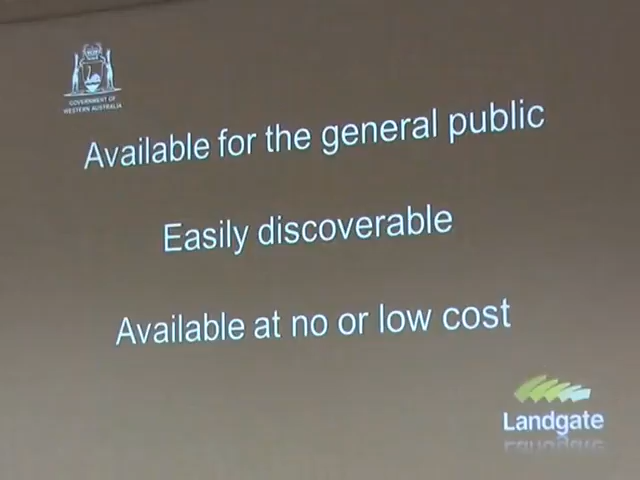 GOVERNMENT OF
WESTERN AUSTRALIA
Available for the general public
Easily discoverable
Available at no or low cost
Landgate